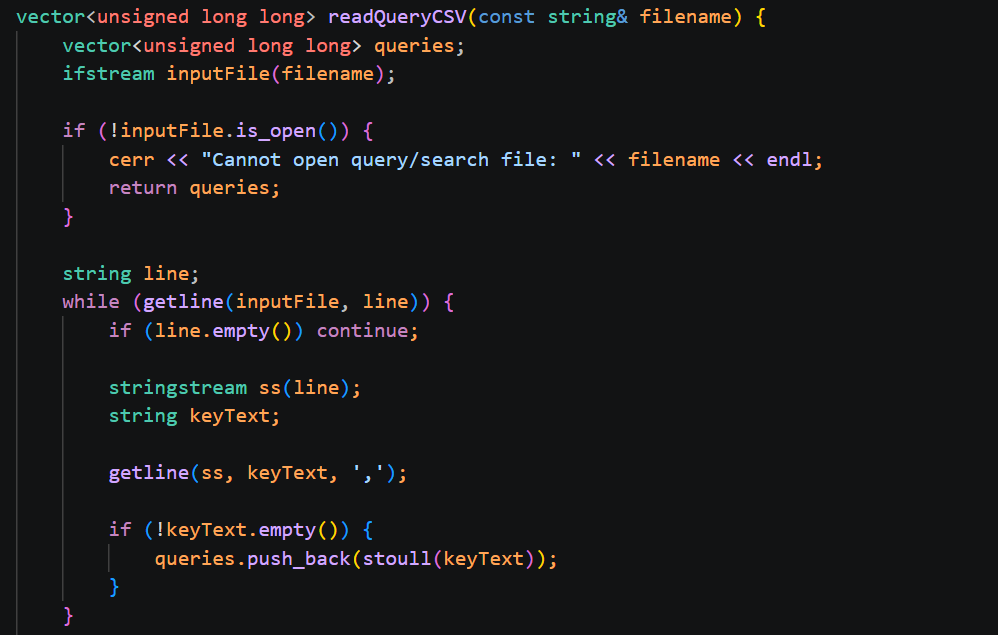 vector<unsigned long long> readQueryCSV(const string& filename) {
    vector<unsigned long long> queries;
    ifstream inputFile(filename);

    if (!inputFile.is_open()) {
        cerr << "Cannot open query/search file: " << filename << endl;
        return queries;
    }

    string line;
    while (getline(inputFile, line)) {
        if (line.empty()) continue;

        stringstream ss(line);
        string keyText;

        getline(ss, keyText, ',');

        if (!keyText.empty()) {
            queries.push_back(stoull(keyText));
        }
    }